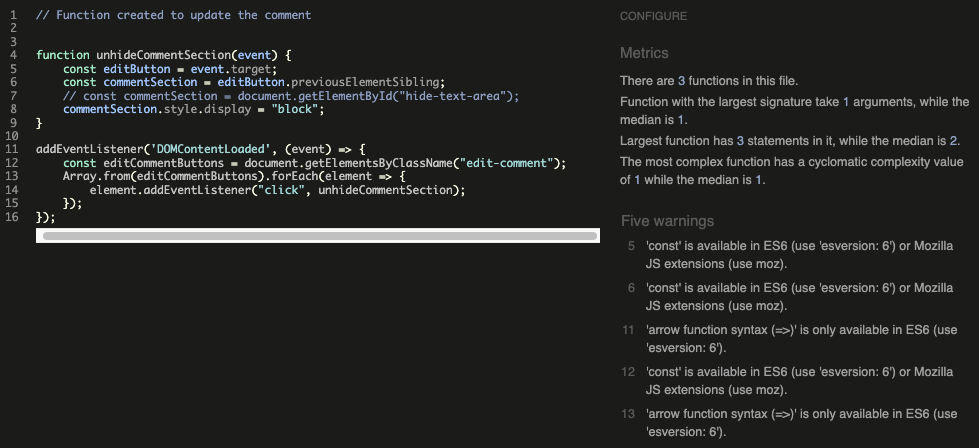 1 // Function created to update the comment
2
3
4 function unhideCommentSection(event) {
5 const editButton = event.target;
6 const commentSection = editButton.previousElementSibling;
7 // const commentSection = document.getElementById("hide-text-area");
8 commentSection.style.display = "block";
9 }
10
11 addEventListener('DOMContentLoaded', (event) => {
12 const editCommentButtons = document.getElementsByClassName("edit-comment");
13 Array.from(editCommentButtons).forEach(element => {
14 element.addEventListener("click", unhideCommentSection);
15 });
16 });
CONFIGURE
Metrics
There are 3 functions in this file.
Function with the largest signature take 1 arguments, while the
median is 1.
Largest function has 3 statements in it, while the median is 2.
The most complex function has a cyclomatic complexity value
of 1 while the median is 1.
Five warnings
5 'const' is available in ES6 (use 'esversion: 6') or Mozilla
JS extensions (use moz).
6 'const' is available in ES6 (use 'esversion: 6') or Mozilla
JS extensions (use moz).
11 'arrow function syntax (=>)' is only available in ES6 (use
'esversion: 6').
12 'const' is available in ES6 (use 'esversion: 6') or Mozilla
JS extensions (use moz).
13 'arrow function syntax (=>)' is only available in ES6 (use
'esversion: 6').